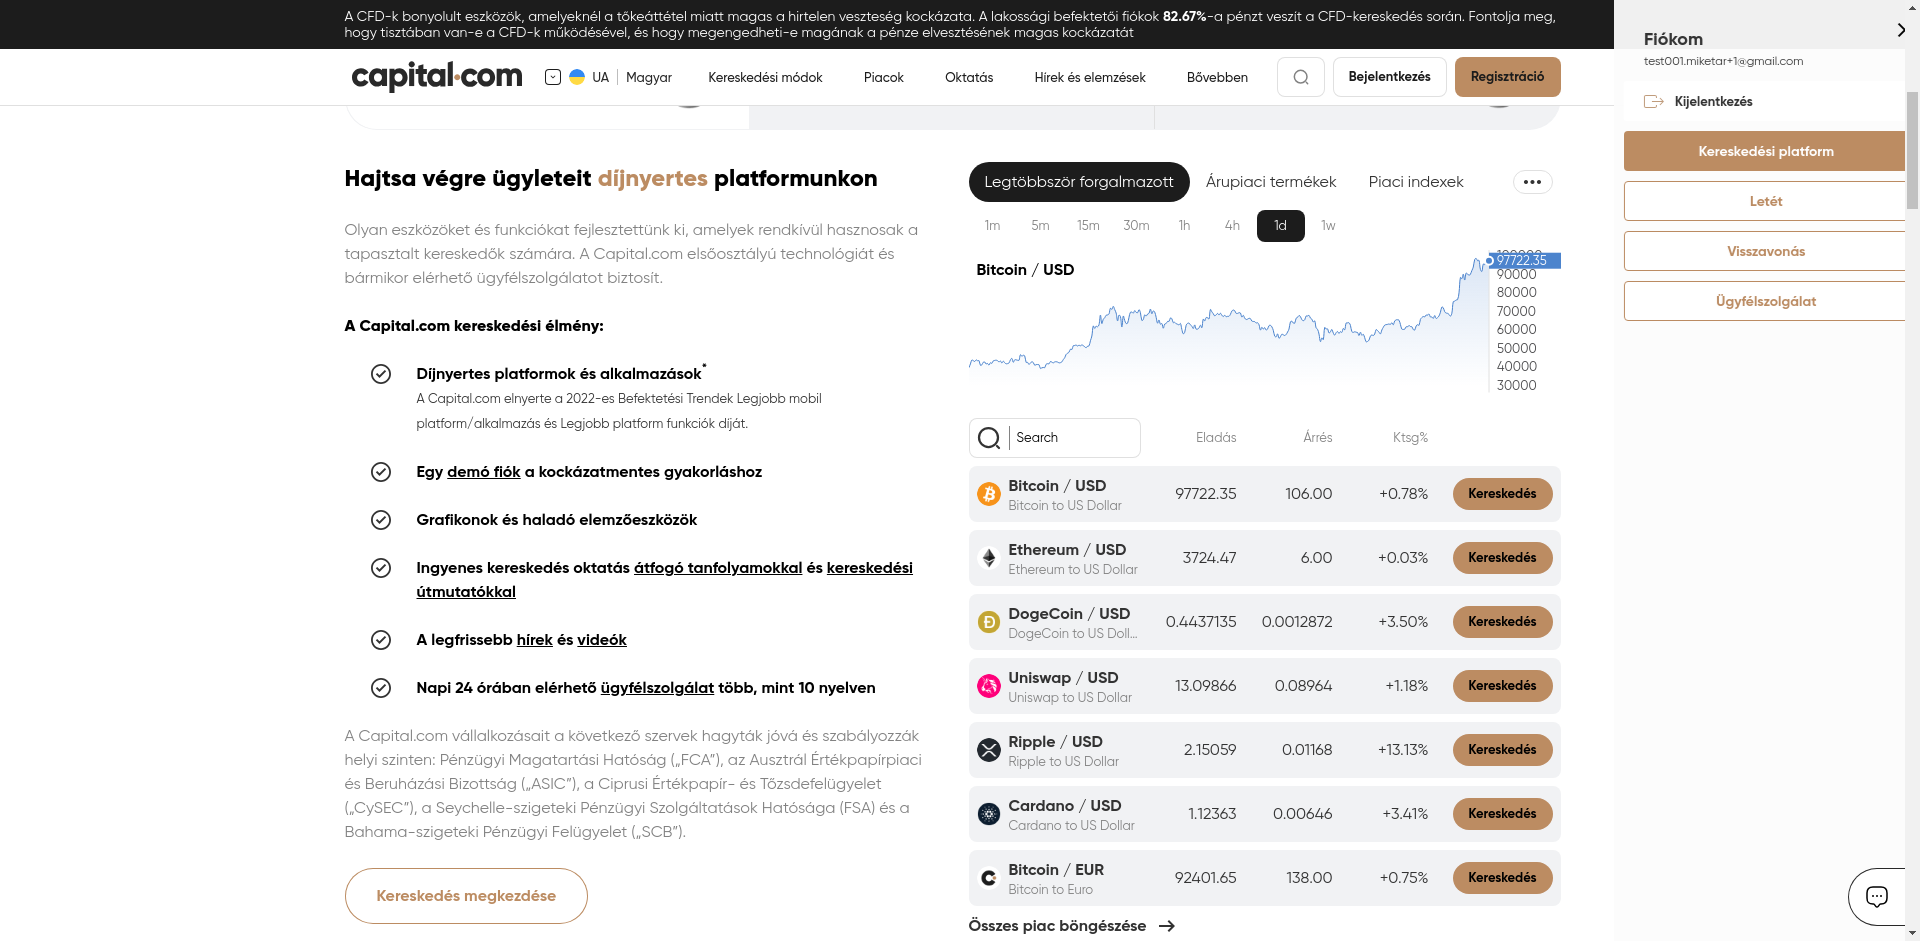 A CFD-k bonyolult eszközök, amelyeknél a tőkeáttétel miatt magas a hirtelen veszteség kockázata. A lakossági befektetői fiókok 82.67%-a pénzt veszít a CFD-kereskedés során. Fontolja meg,
hogy tisztában van-e a CFD-k működésével, és hogy megengedheti-e magának a pénze elvesztésének magas kockázatát
capital.com
UA
Magyar
Kereskedési módok
Piacok
Oktatás
Hírek és elemzések
Bővebben
Bejelentkezés
Regisztráció
Fiókom
test001.miketar+1@gmail.com
Kijelentkezés
Kereskedési platform
Letét
Visszavonás
Ügyfélszolgálat
Hajtsa végre ügyleteit díjnyertes platformunkon
Olyan eszközöket és funkciókat fejlesztettünk ki, amelyek rendkívül hasznosak a
tapasztalt kereskedők számára. A Capital.com elsőosztályú technológiát és
bármikor elérhető ügyfélszolgálatot biztosít.
A Capital.com kereskedési élmény:
Díjnyertes platformok és alkalmazások*
A Capital.com elnyerte a 2022-es Befektetési Trendek Legjobb mobil
platform/alkalmazás és Legjobb platform funkciók díját.
Egy demó fiók a kockázatmentes gyakorláshoz
Grafikonok és haladó elemzőeszközök
Ingyenes kereskedés oktatás átfogó tanfolyamokkal és kereskedési
útmutatókkal
A legfrissebb hírek és videók
Napi 24 órában elérhető ügyfélszolgálat több, mint 10 nyelven
A Capital.com vállalkozásait a következő szervek hagyták jóvá és szabályozzák
helyi szinten: Pénzügyi Magatartási Hatóság („FCA”), az Ausztrál Értékpapírpiaci
és Beruházási Bizottság („ASIC”), a Ciprusi Értékpapír- és Tőzsdefelügyelet
(„CySEC”), a Seychelle-szigeteki Pénzügyi Szolgáltatások Hatósága (FSA) és a
Bahama-szigeteki Pénzügyi Felügyelet („SCB”).
Kereskedés megkezdése
Legtöbbször forgalmazott
Árupiaci termékek
Piaci indexek
1m 5m 15m 30m 1h 4h 1d 1w
Bitcoin / USD
100000
97722.35
90000
80000
70000
60000
50000
40000
30000
Search Eladás Árrés Ktsg%
Bitcoin / USD
Bitcoin to US Dollar
97722.35 106.00 +0.78% Kereskedés
Ethereum / USD
Ethereum to US Dollar
3724.47 6.00 +0.03% Kereskedés
DogeCoin / USD
DogeCoin to US Doll...
0.4437135 0.0012872 +3.50% Kereskedés
Uniswap / USD
Uniswap to US Dollar
13.09866 0.08964 +1.18% Kereskedés
Ripple / USD
Ripple to US Dollar
2.15059 0.01168 +13.13% Kereskedés
Cardano / USD
Cardano to US Dollar
1.12363 0.00646 +3.41% Kereskedés
Bitcoin / EUR
Bitcoin to Euro
92401.65 138.00 +0.75% Kereskedés
Összes piac böngészése